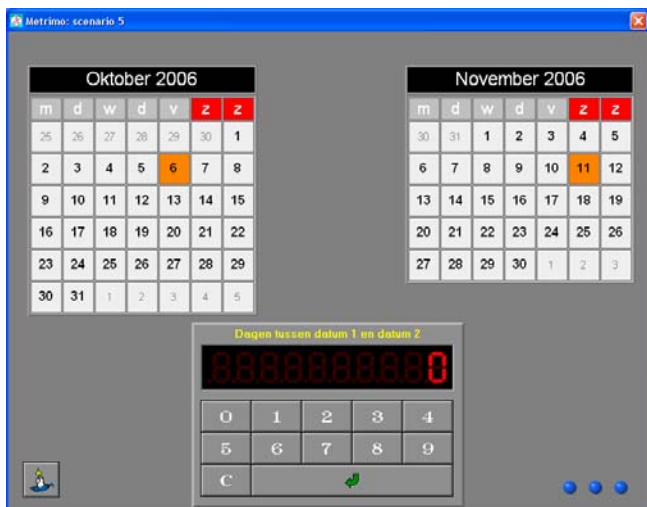 Metrimo: scenario 5
Oktober 2006
m d w d v z z
25 26 27 28 29 30 1
2 3 4 5 6 7 8
9 10 11 12 13 14 15
16 17 18 19 20 21 22
23 24 25 26 27 28 29
30 31 1 2 3 4 5
November 2006
m d w d v z z
30 31 1 2 3 4 5
6 7 8 9 10 11 12
13 14 15 16 17 18 19
20 21 22 23 24 25 26
27 28 29 30 1 2 3
Dagen tussen datum 1 en datum 2
0
0 1 2 3 4
5 6 7 8 9
C